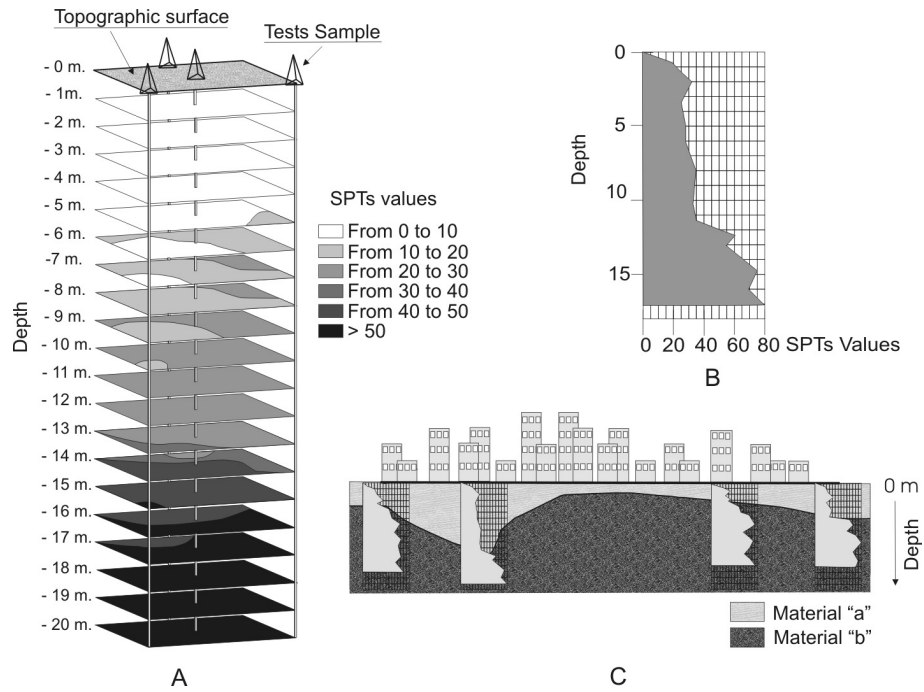 Topographic surface
Tests Sample
Depth
- 0 m.
- 1m.
- 2 m.
- 3 m.
- 4 m.
- 5 m.
- 6 m.
-7 m.
- 8 m.
- 9 m.
- 10 m.
- 11 m.
- 12 m.
- 13 m.
- 14 m.
- 15 m.
- 16 m.
- 17 m.
- 18 m.
- 19 m.
- 20 m.
SPTs values
From 0 to 10
From 10 to 20
From 20 to 30
From 30 to 40
From 40 to 50
> 50
A
Depth
0
5
10
15
0 20 40 60 80 SPTs Values
B
0 m
Depth
Material “a”
Material “b”
C